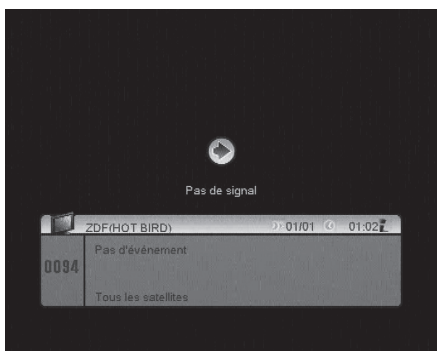 Pas de signal
ZDF(HOT BIRD) 01/01 01:02
Pas d'événement
0094
Tous les satellites